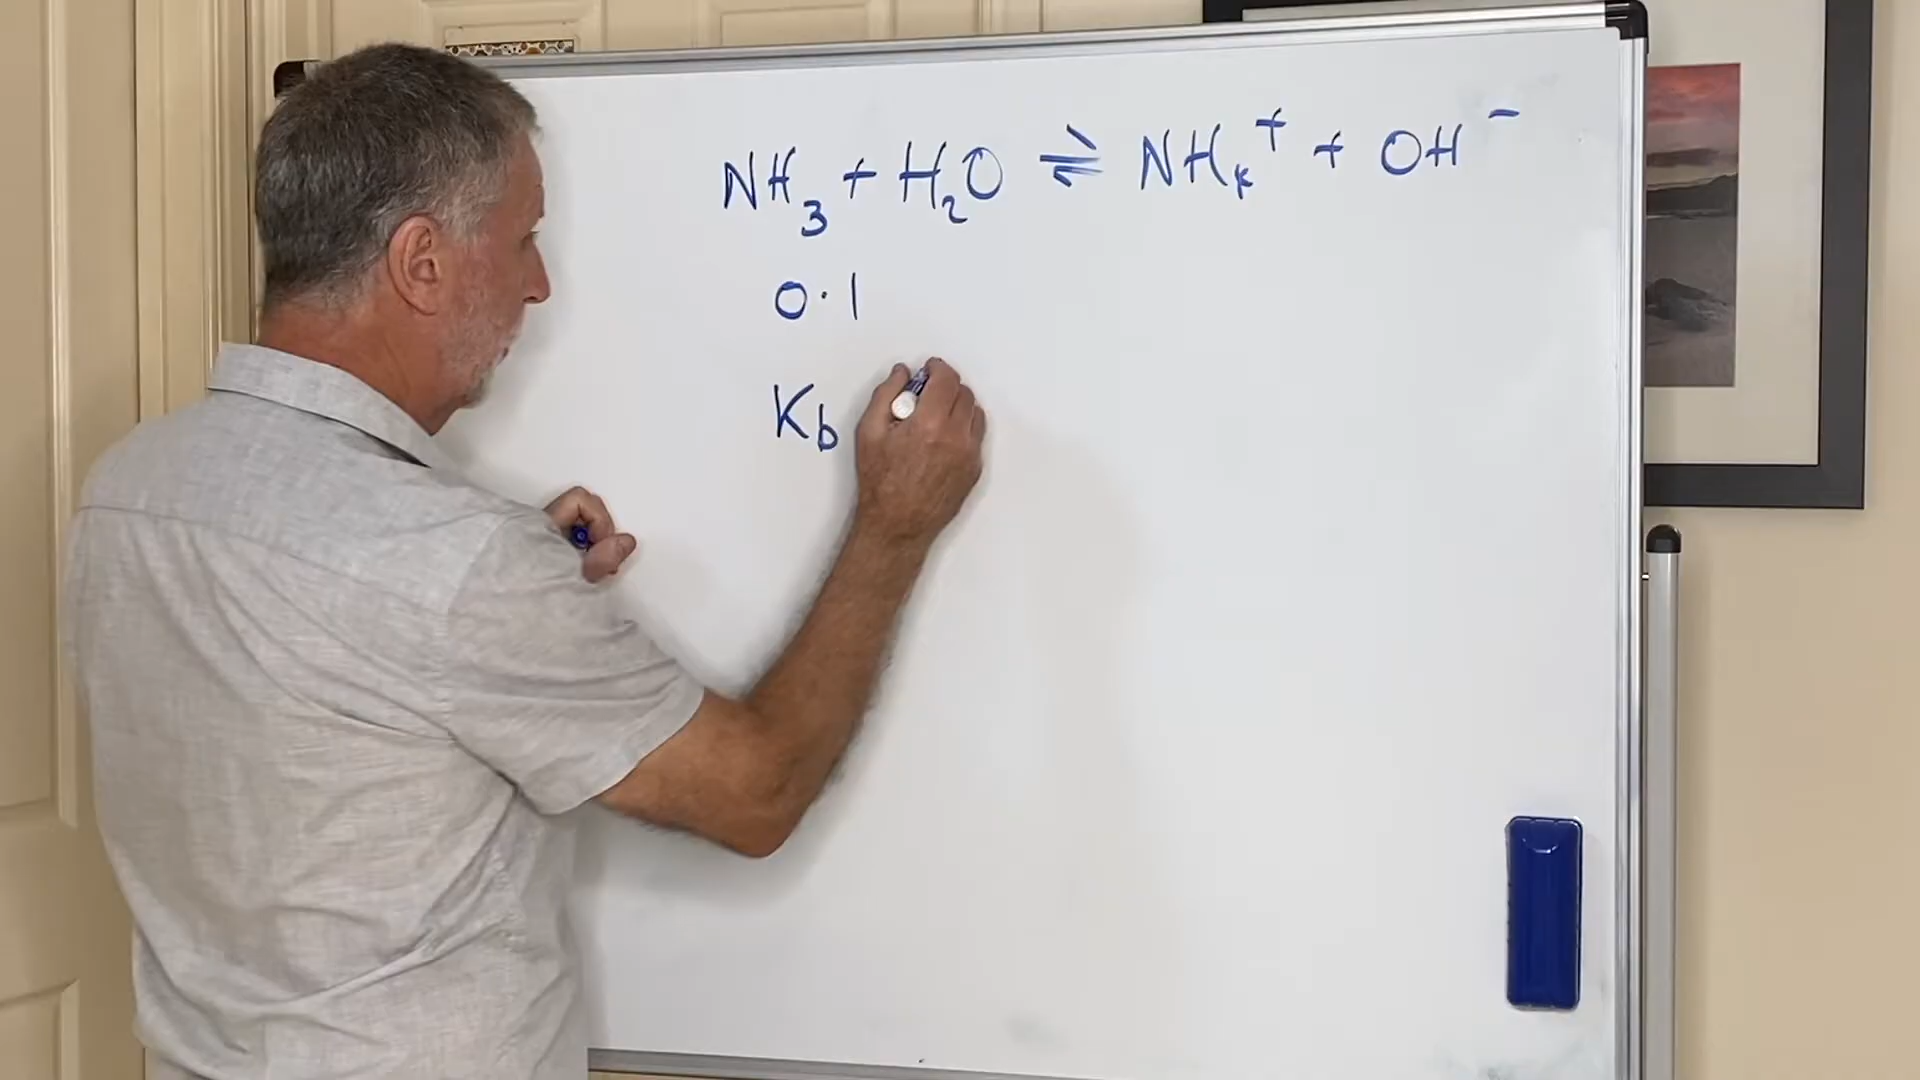 NH₃ + H₂O ⇌ NH₄⁺ + OH⁻
0·1
Kb